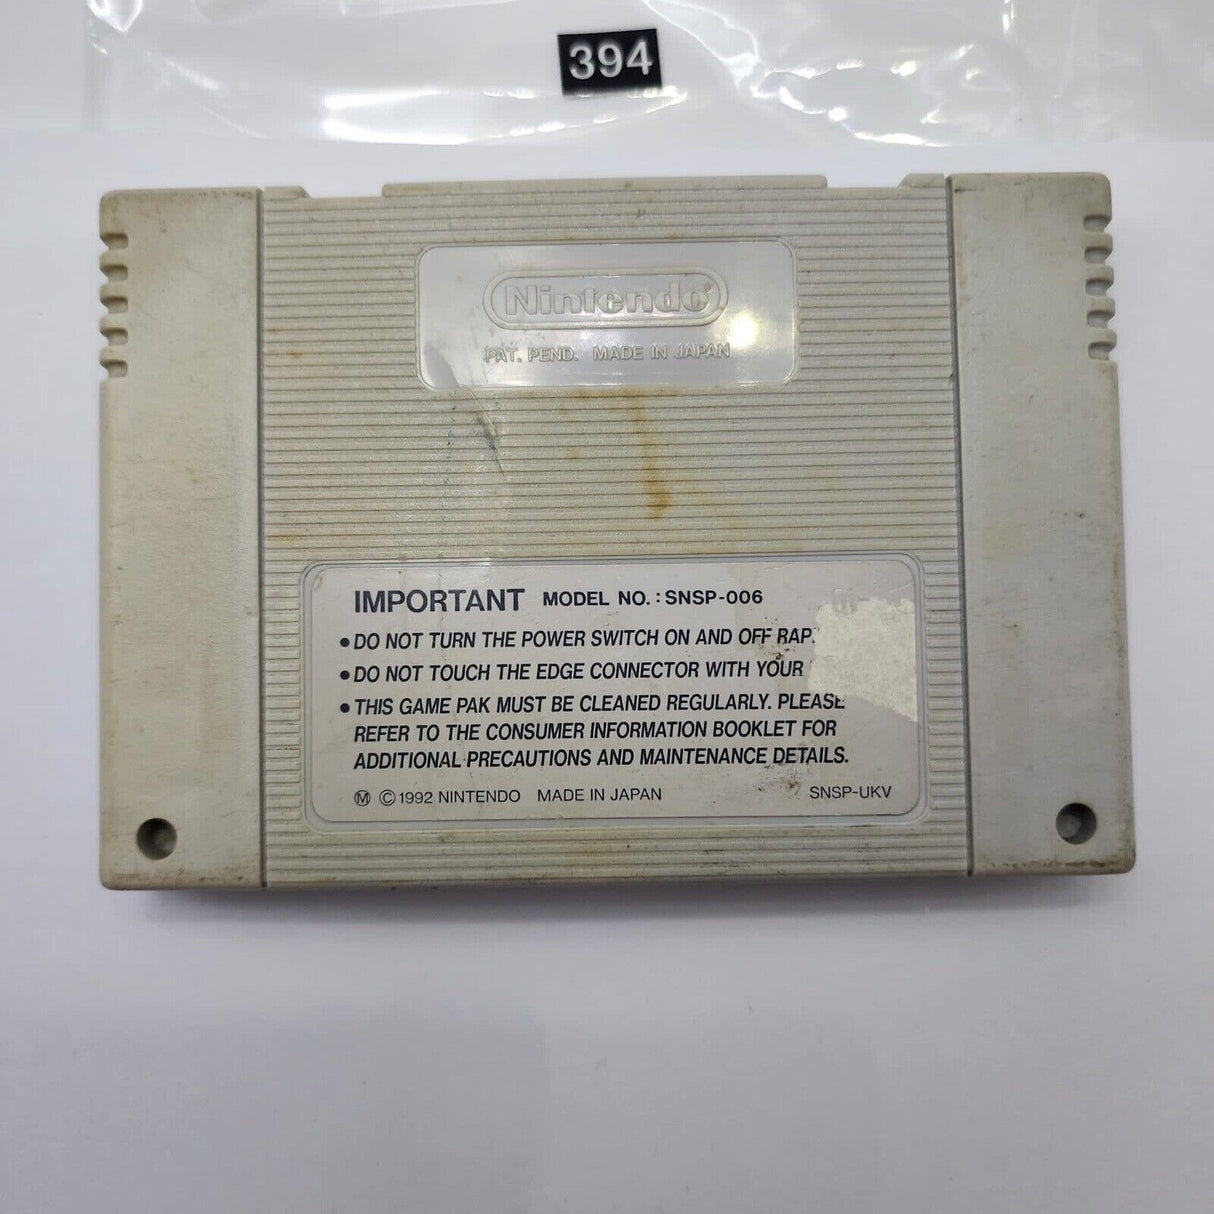 394
Nintendo
PAT. PEND. MADE IN JAPAN
IMPORTANT MODEL NO. : SNSP-006
• DO NOT TURN THE POWER SWITCH ON AND OFF RAP
• DO NOT TOUCH THE EDGE CONNECTOR WITH YOUR
• THIS GAME PAK MUST BE CLEANED REGULARLY. PLEASE
REFER TO THE CONSUMER INFORMATION BOOKLET FOR
ADDITIONAL PRECAUTIONS AND MAINTENANCE DETAILS.
Ⓜ © 1992 NINTENDO MADE IN JAPAN SNSP-UKV